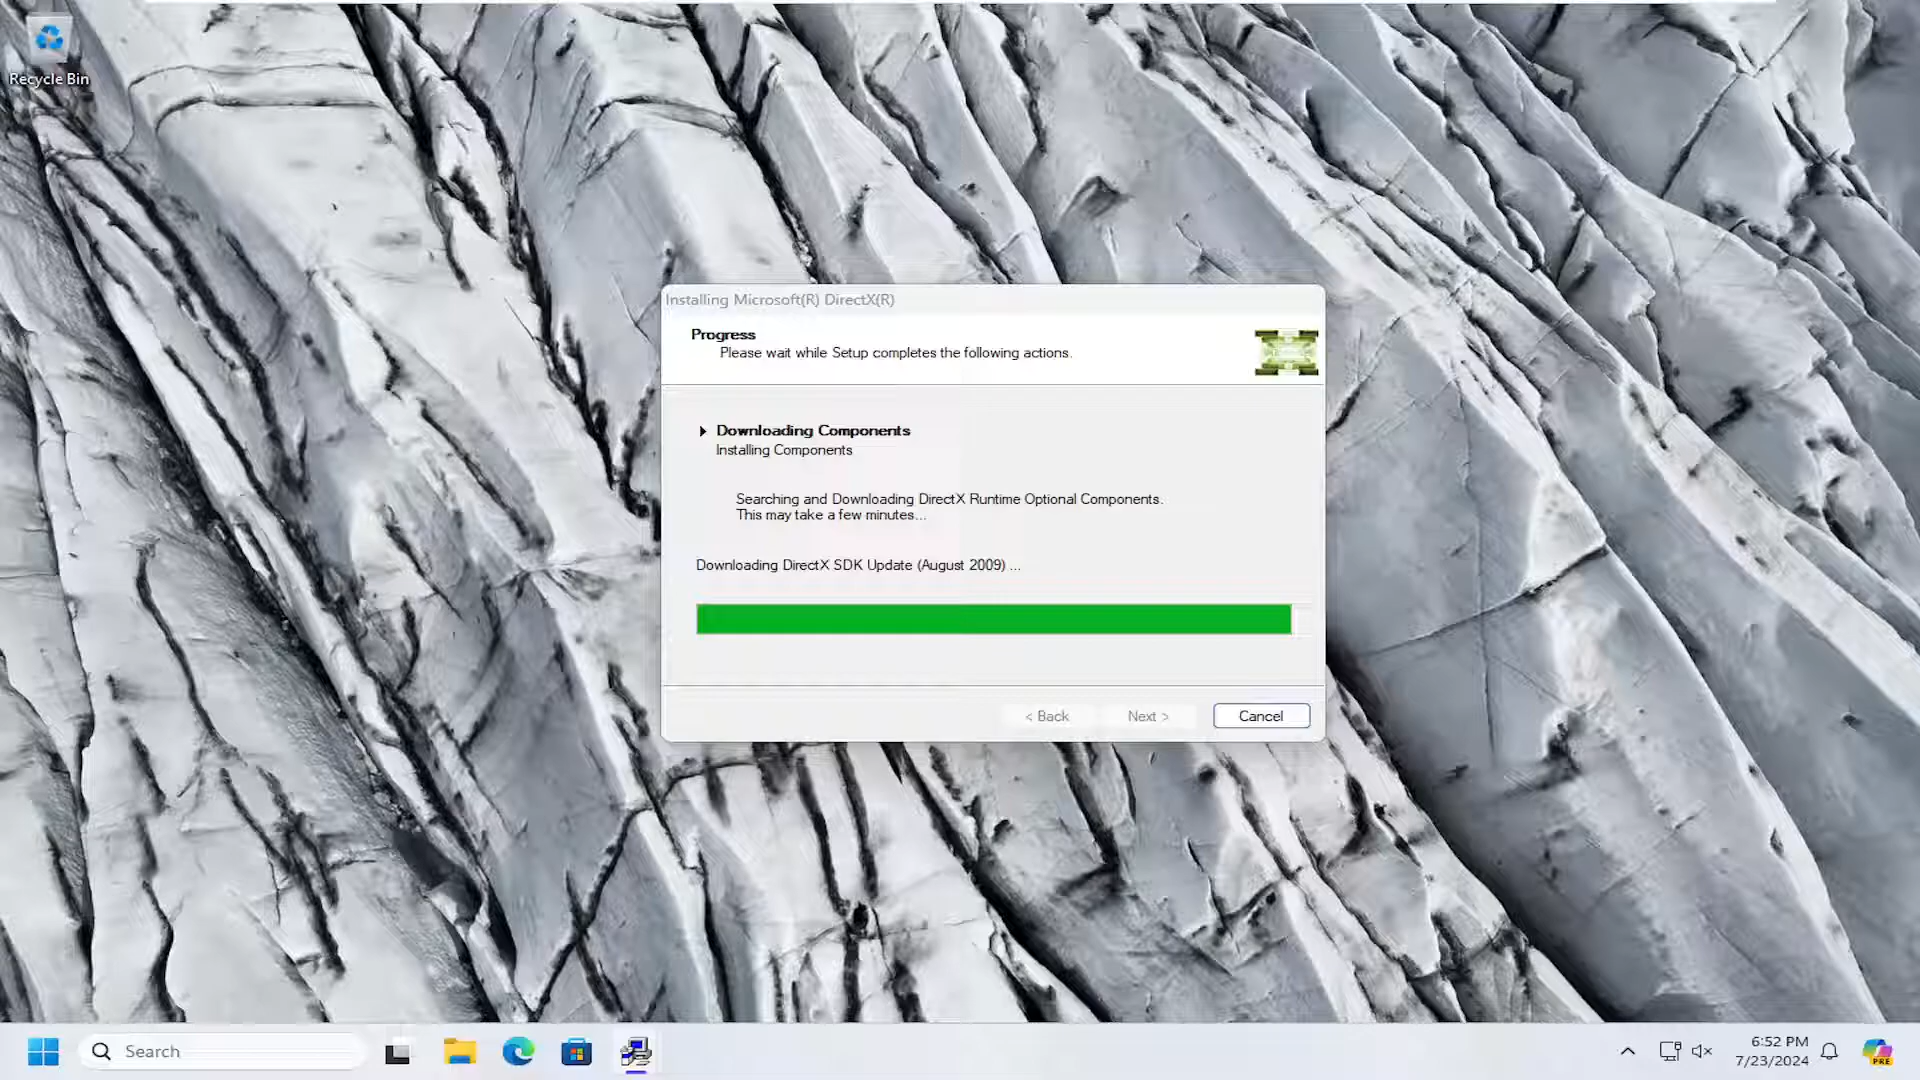 Recycle Bin
Installing Microsoft(R) DirectX(R)
Progress
Please wait while Setup completes the following actions.
Downloading Components
Installing Components
Searching and Downloading DirectX Runtime Optional Components.
This may take a few minutes...
Downloading DirectX SDK Update (August 2009) ...
< Back
Next >
Cancel
Search
6:52 PM
7/23/2024
PRE